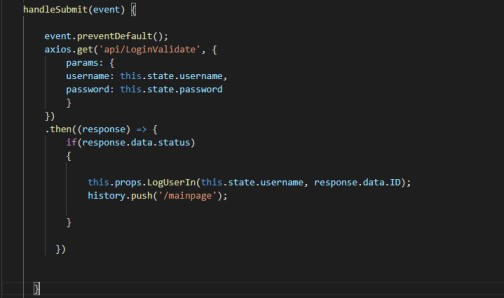 handleSubmit(event) {
event.preventDefault();
axios.get('api/LoginValidate', {
params: {
username: this.state.username,
password: this.state.password
}
})
.then((response) => {
if(response.data.status)
{
this.props.LogUserIn(this.state.username, response.data.ID);
history.push('/mainpage');
}
})
}